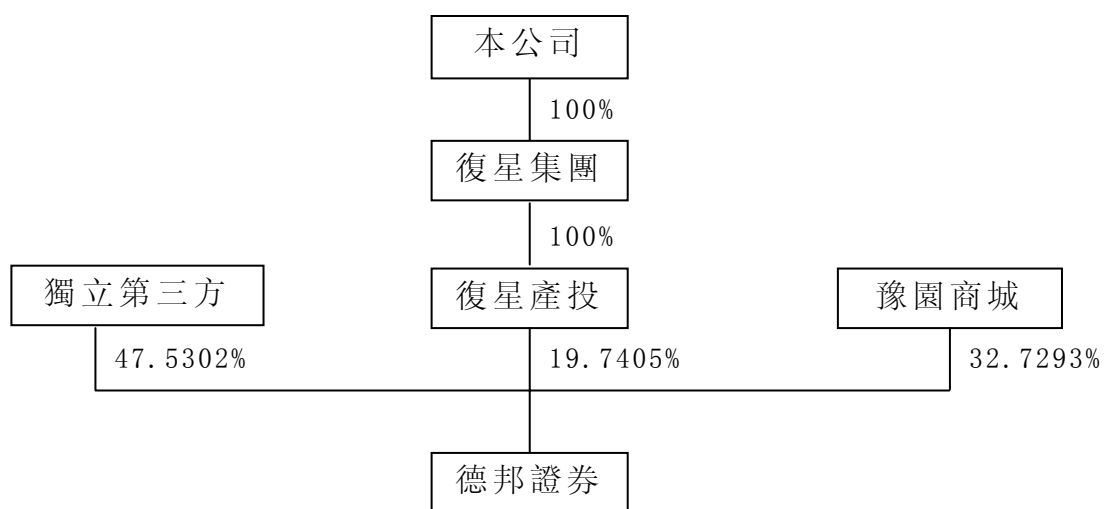 本公司
100%
復星集團
100%
獨立第三方
復星產投
豫園商城
47.5302%
19.7405%
32.7293%
德邦證券